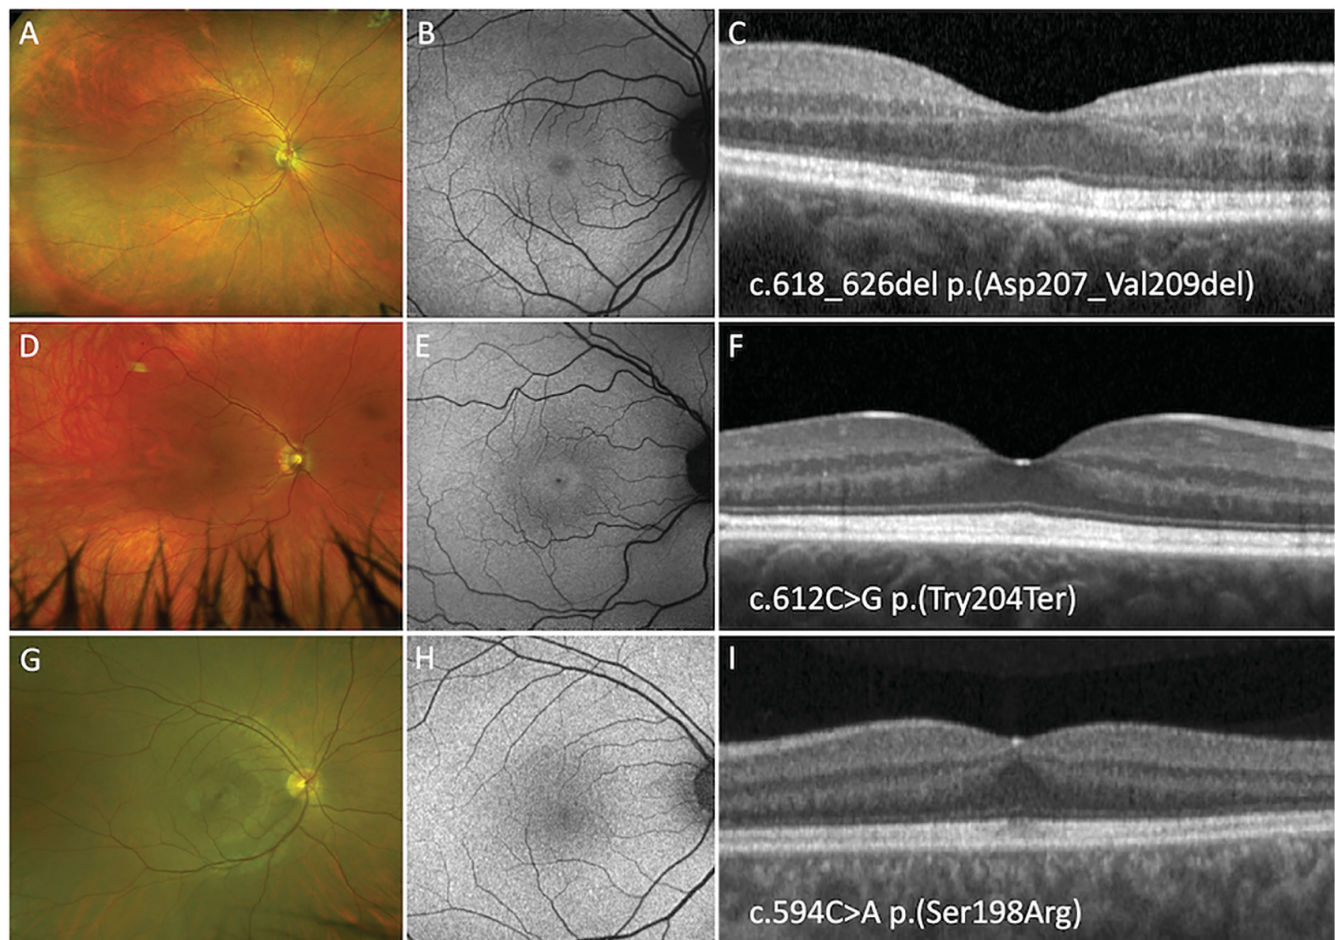 A
B
C
c.618_626del p.(Asp207_Val209del)
D
E
F
c.612C>G p.(Try204Ter)
G
H
I
c.594C>A p.(Ser198Arg)